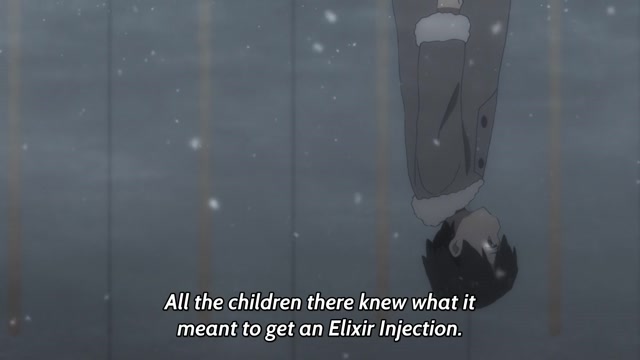 All the children there knew what it
meant to get an Elixir Injection.